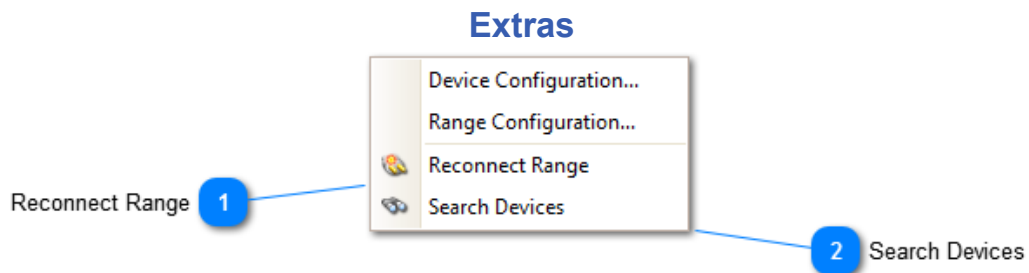 Extras
Device Configuration...
Range Configuration...
Reconnect Range
Search Devices
Reconnect Range 1
2 Search Devices